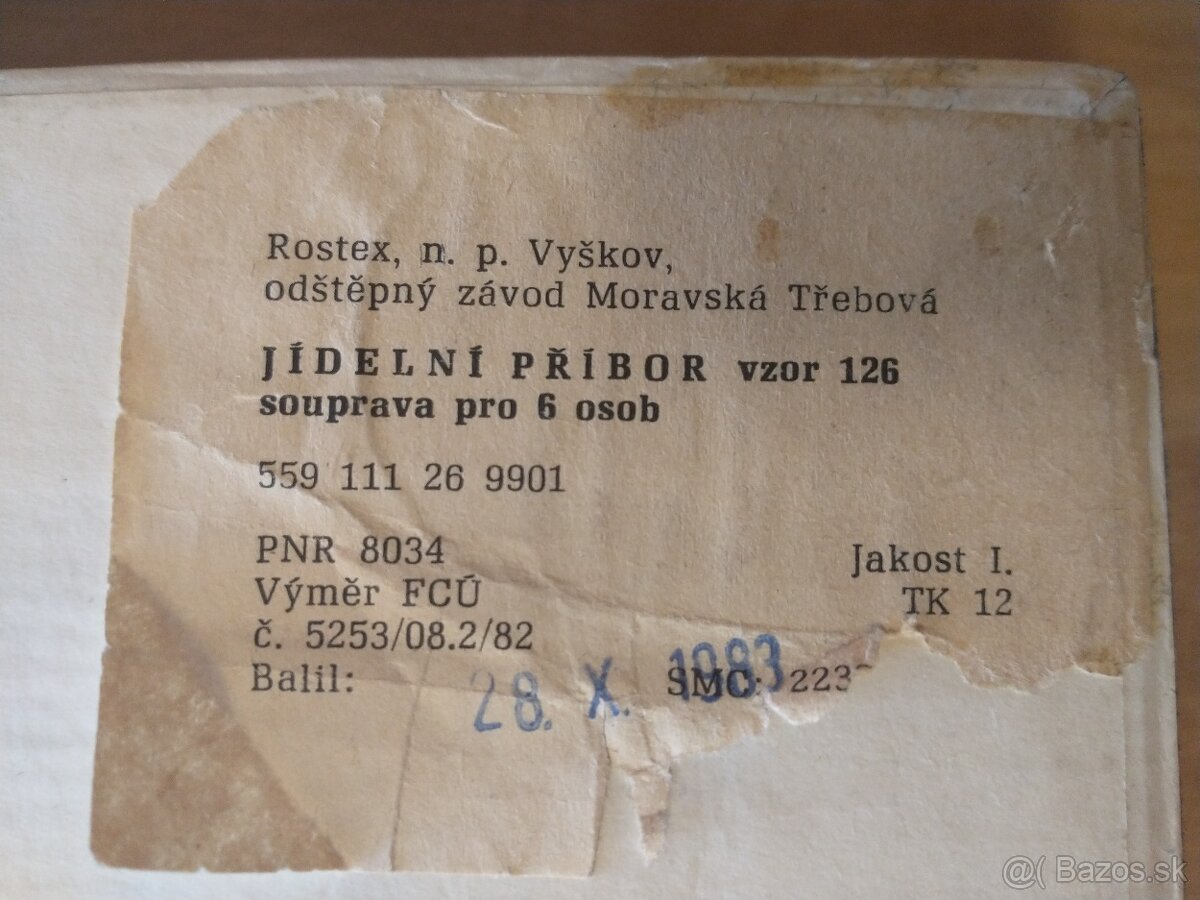 Rostex, n. p. Vyškov,
odštěpný závod Moravská Třebová
JÍDELNÍ PŘÍBOR vzor 126
souprava pro 6 osob
559 111 26 9901
PNR 8034
Jakost I.
Výměr FCÚ
TK 12
č. 5253/08.2/82
Balil:
28. X. 1983
SMC:
@( Bazos.sk